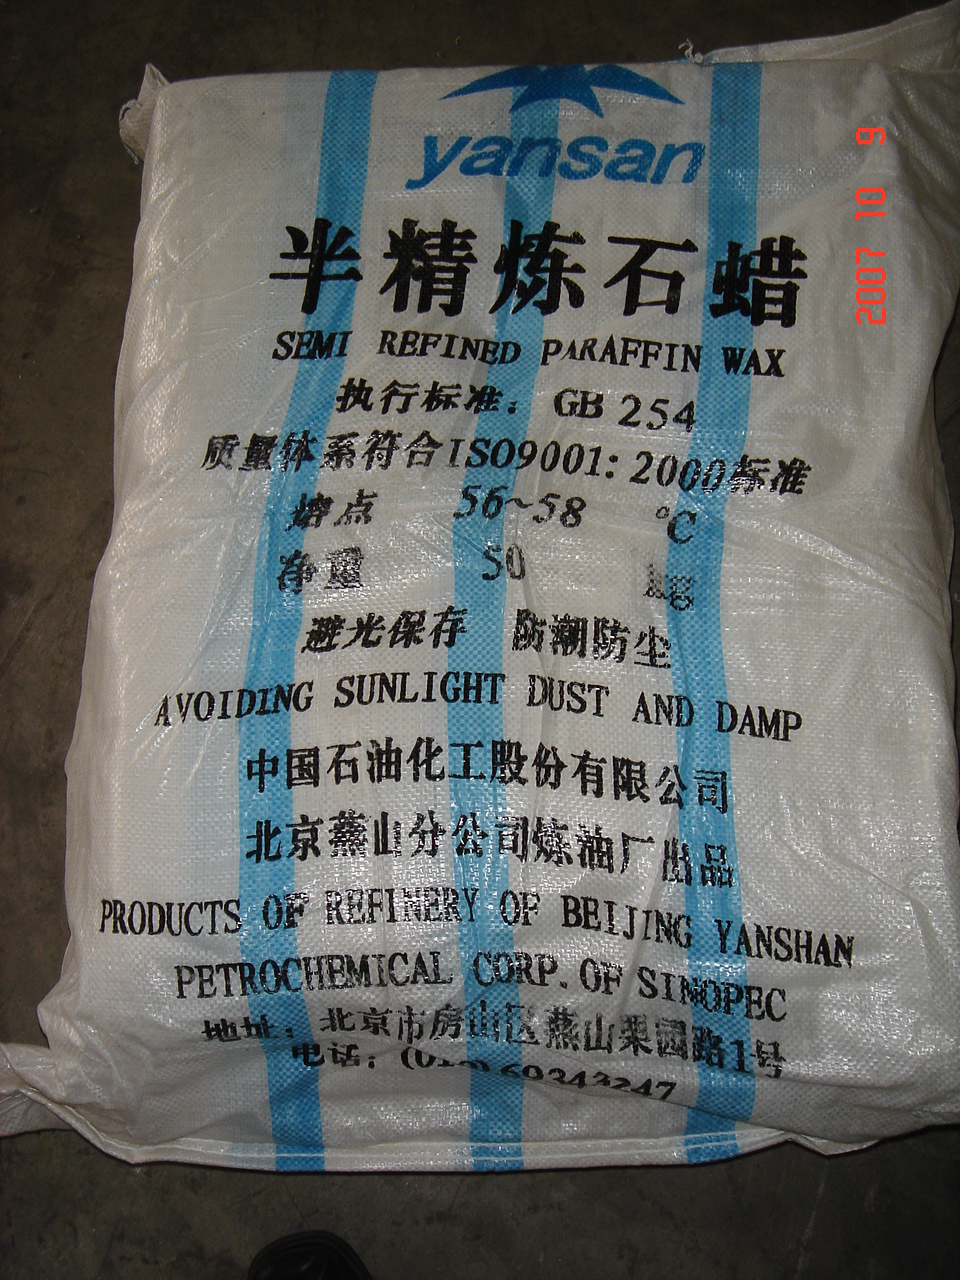 yansan
半精炼石蜡
SEMI REFINED PARAFFIN WAX
执行标准: GB 254
质量体系符合ISO9001: 2000标准
熔点 56~58 ℃
净重 50 kg
避光保存 防潮防尘
AVOIDING SUNLIGHT DUST AND DAMP
中国石油化工股份有限公司
北京燕山分公司炼油厂出品
PRODUCTS OF REFINERY OF BEIJING YANSHAN
PETROCHEMICAL CORP. OF SINOPEC
地址: 北京市房山区燕山栗园路1号
电话: (010) 69343247
2007 10 9